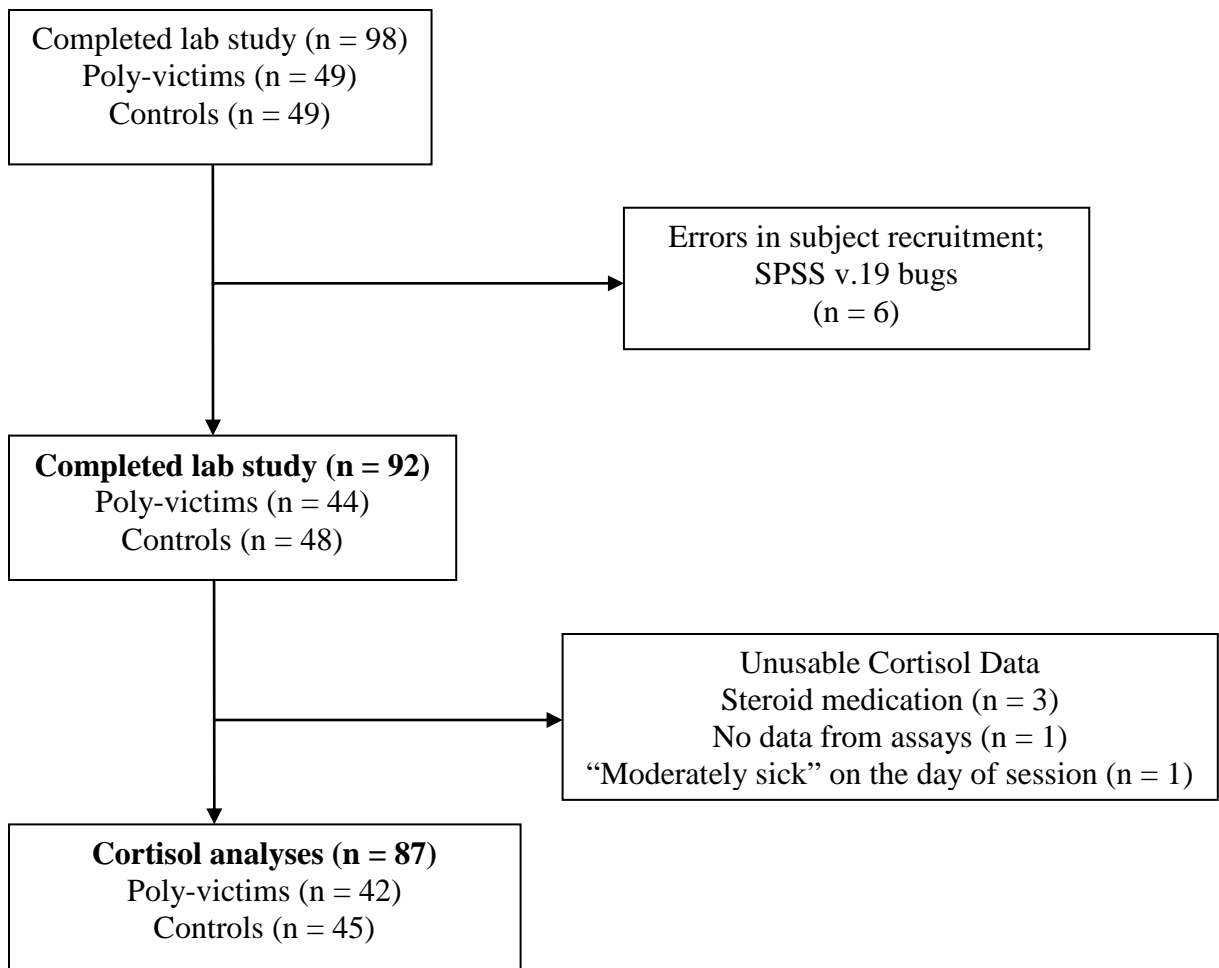 Completed lab study (n = 98)
Poly-victims (n = 49)
Controls (n = 49)
Errors in subject recruitment;
SPSS v.19 bugs
(n = 6)
Completed lab study (n = 92)
Poly-victims (n = 44)
Controls (n = 48)
Unusable Cortisol Data
Steroid medication (n = 3)
No data from assays (n = 1)
“Moderately sick” on the day of session (n = 1)
Cortisol analyses (n = 87)
Poly-victims (n = 42)
Controls (n = 45)